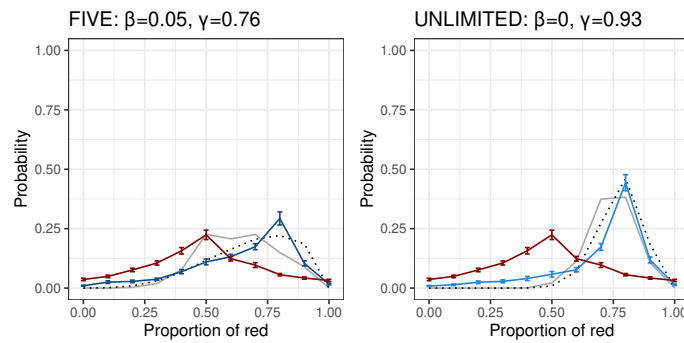 FIVE: β=0.05, γ=0.76
1.00
0.75
0.50
0.25
0.00
Probability
0.00 0.25 0.50 0.75 1.00
Proportion of red
UNLIMITED: β=0, γ=0.93
1.00
0.75
0.50
0.25
0.00
Probability
0.00 0.25 0.50 0.75 1.00
Proportion of red